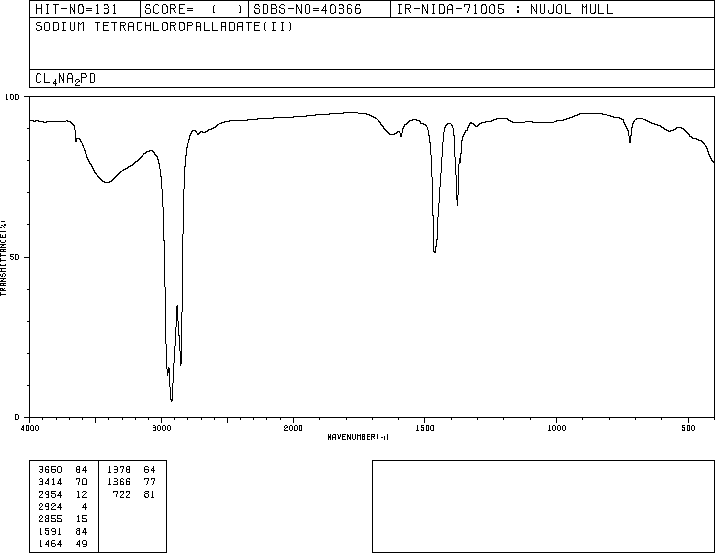 HIT-NO=131 SCORE= ( ) SDBS-NO=40366 IR-NIDA-71005 : NUJOL MULL
SODIUM TETRACHLOROPALLADATE(II)
CL4NA2PD
100
50
0
TRANSMITTANCE(%)
4000 3000 2000 1500 1000 500
WAVENUMBER(-1)
3660 84 1378 64
3414 70 1366 77
2954 12 722 81
2924 4
2855 15
1591 84
1464 49